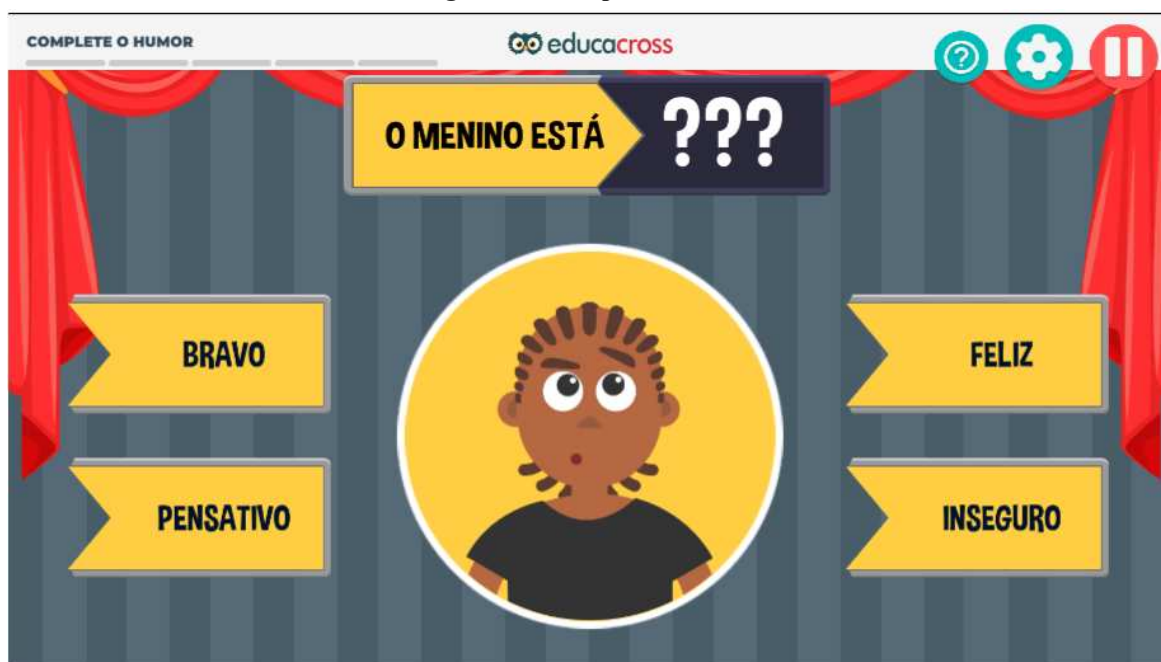 COMPLETE O HUMOR
educacross
O MENINO ESTÁ ???
BRAVO
FELIZ
PENSATIVO
INSEGURO